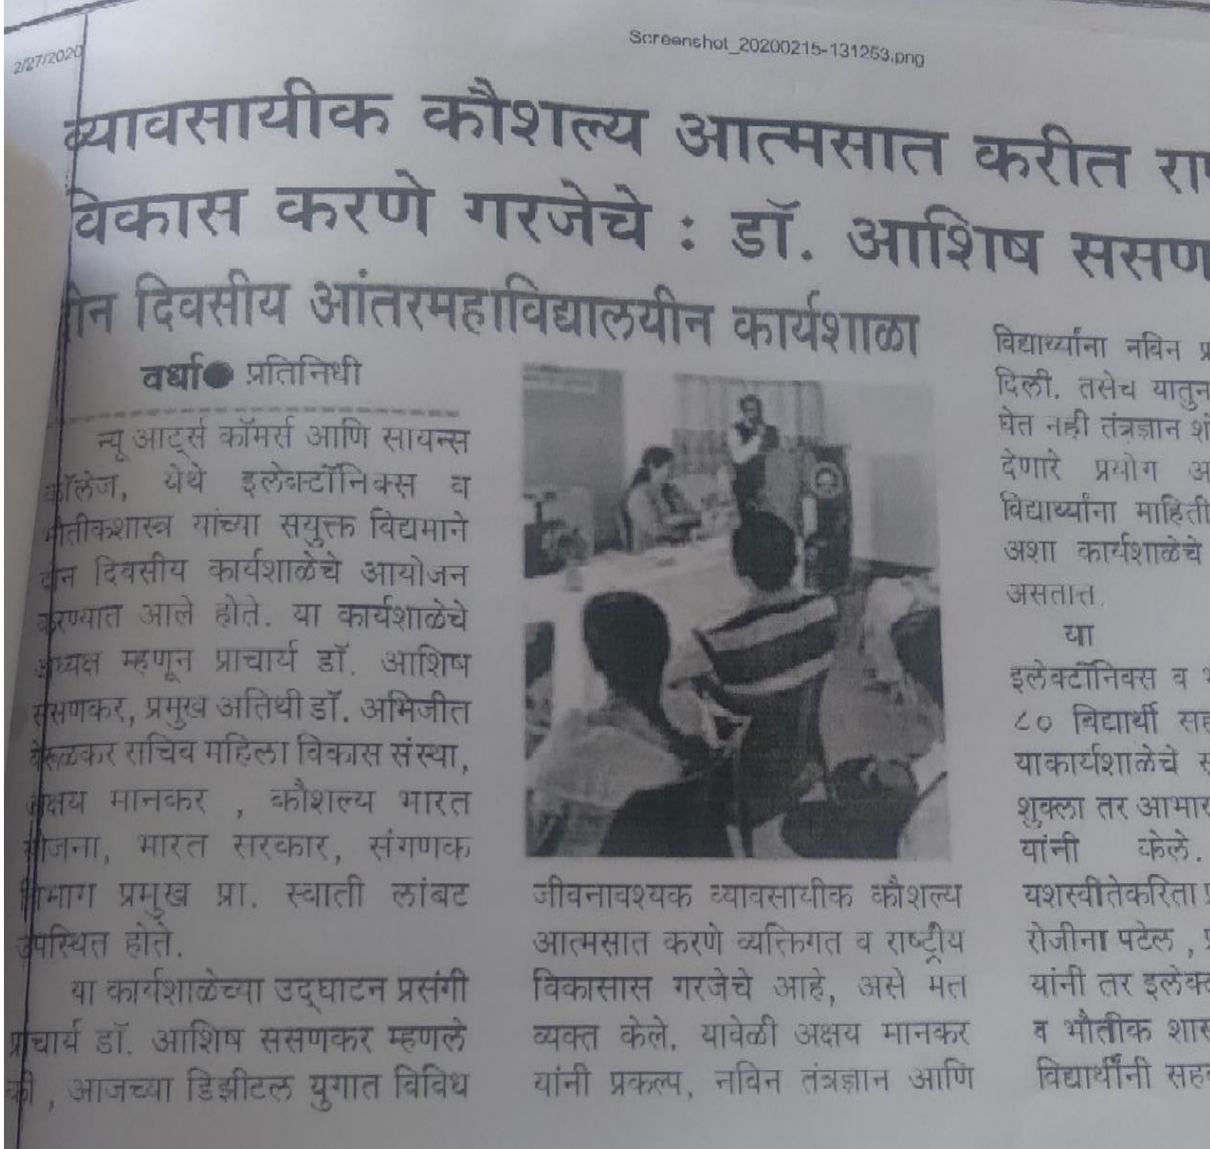 2/27/2020
Screenshot_20200215-131253.png
व्यावसायीक कौशल्य आत्मसात करीत
विकास करणे गरजेचे : डॉ. आशिष ससण
दिवसीय आंतरमहाविद्यालयीन कार्यशाळा
वर्धा● प्रतिनिधी
न्यू आर्ट्स कॉमर्स आणि सायन्स
कॉलेज, येथे इलेक्टॉनिक्स व
भौतीकशास्त्र यांच्या सयुक्त विद्यमाने
दिवसीय कार्यशाळेचे आयोजन
करण्यात आले होते. या कार्यशाळेचे
अध्यक्ष म्हणून प्राचार्य डॉ. आशिष
ससणकर, प्रमुख अतिथी डॉ. अभिजीत
सचिव महिला विकास संस्था,
अक्षय मानकर , कौशल्य भारत
योजना, भारत सरकार, संगणक
विभाग प्रमुख प्रा. स्वाती लांबट
उपस्थित होते.
या कार्यशाळेच्या उद्‌घाटन प्रसंगी
प्राचार्य डॉ. आशिष ससणकर म्हणले
की , आजच्या डिझीटल युगात विविध
जीवनावश्यक व्यावसायीक कौशल्य
आत्मसात करणे व्यक्तिगत व राष्ट्रीय
विकासास गरजेचे आहे, असे मत
व्यक्त केले. यावेळी अक्षय मानकर
यांनी प्रकल्प, नविन तंत्रज्ञान आणि
विद्यार्थ्यांना नविन
दिली. तसेच यातुन
घेत नही तंत्रज्ञान
देणारे प्रयोग
विद्यार्थ्यांना माहिती
अशा कार्यशाळेचे
असतात.
या
इलेक्टॉनिक्स व
८० विद्यार्थी
याकार्यशाळेचे
शुक्ला तर आभार
यांनी केले.
यशस्वीतेकरिता
रोजीना पटेल ,
यांनी तर
व भौतीक
विद्यार्थींनी